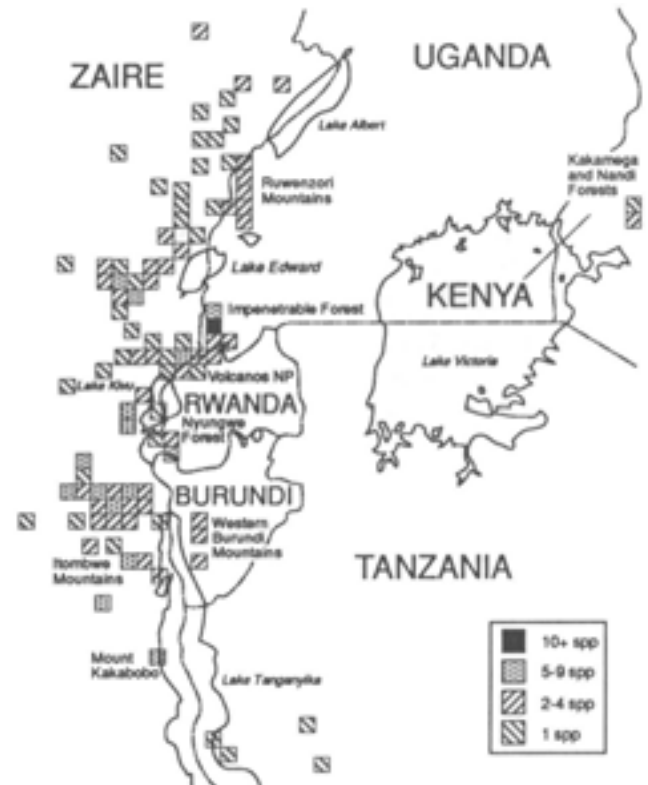 ZAIRE
UGANDA
Lake Albert
Kakamega
and Nandi
Forests
Ruwenzori
Mountains
Lake Edward
KENYA
Impenetrable Forest
Lake Victoria
Volcanos NP
Lake Kivu
RWANDA
Nyungwe
Forest
BURUNDI
Western
Burundi
Mountains
Itombwe
Mountains
TANZANIA
Mount
Kakabobo
Lake Tanganyika
10+ spp
5-9 spp
2-4 spp
1 spp